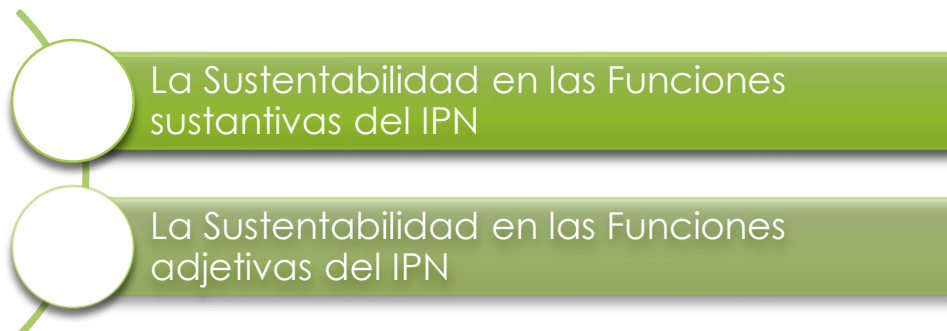 La Sustentabilidad en las Funciones
sustantivas del IPN
La Sustentabilidad en las Funciones
adjetivas del IPN